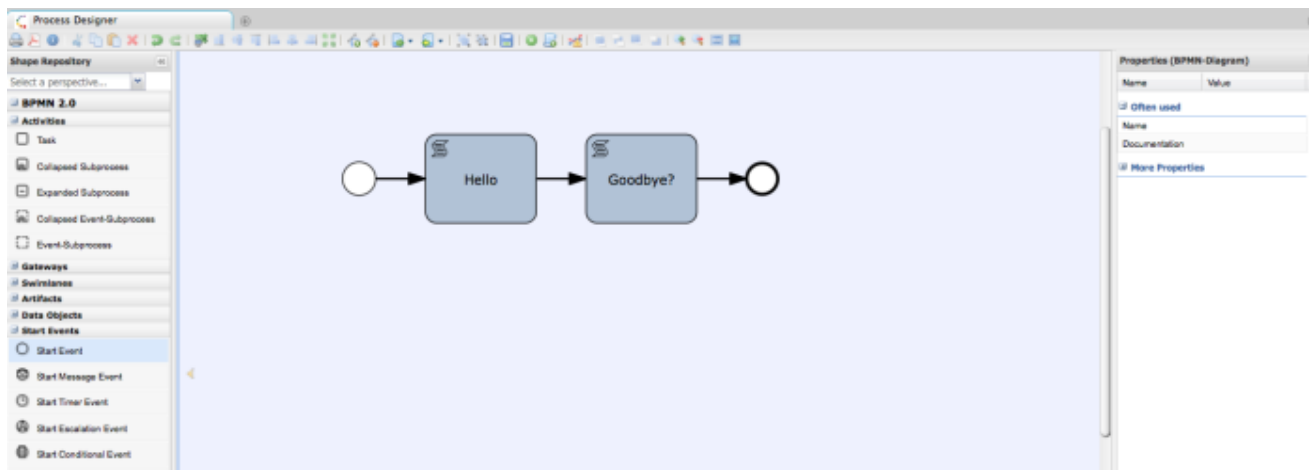 Process Designer
Shape Repository
Select a perspective...
BPMN 2.0
Activities
Task
Collapsed Subprocess
Expanded Subprocess
Collapsed Event-Subprocess
Event-Subprocess
Gateways
Swimlanes
Artifacts
Data Objects
Start Events
Start Event
Start Message Event
Start Timer Event
Start Escalation Event
Start Conditional Event
Hello
Goodbye?
Properties (BPMN-Diagram)
Name Value
Often used
Name
Documentation
More Properties